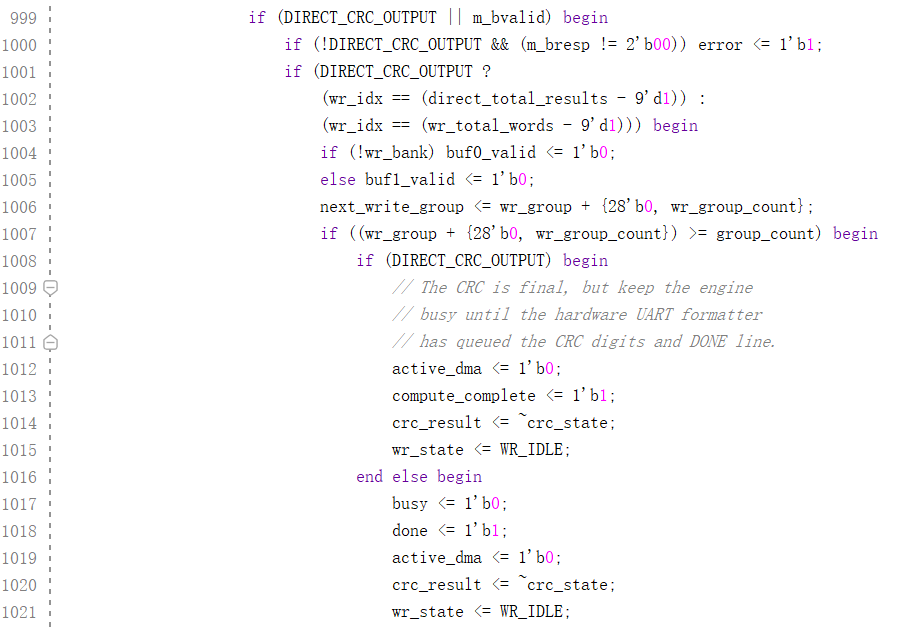 999 if (DIRECT_CRC_OUTPUT || m_bvalid) begin
1000 if (!DIRECT_CRC_OUTPUT && (m_bresp != 2'b00)) error <= 1'b1;
1001 if (DIRECT_CRC_OUTPUT ?
1002 (wr_idx == (direct_total_results - 9'd1)) :
1003 (wr_idx == (wr_total_words - 9'd1))) begin
1004 if (!wr_bank) buf0_valid <= 1'b0;
1005 else buf1_valid <= 1'b0;
1006 next_write_group <= wr_group + {28'b0, wr_group_count};
1007 if ((wr_group + {28'b0, wr_group_count}) >= group_count) begin
1008 if (DIRECT_CRC_OUTPUT) begin
1009 // The CRC is final, but keep the engine
1010 // busy until the hardware UART formatter
1011 // has queued the CRC digits and DONE line.
1012 active_dma <= 1'b0;
1013 compute_complete <= 1'b1;
1014 crc_result <= ~crc_state;
1015 wr_state <= WR_IDLE;
1016 end else begin
1017 busy <= 1'b0;
1018 done <= 1'b1;
1019 active_dma <= 1'b0;
1020 crc_result <= ~crc_state;
1021 wr_state <= WR_IDLE;